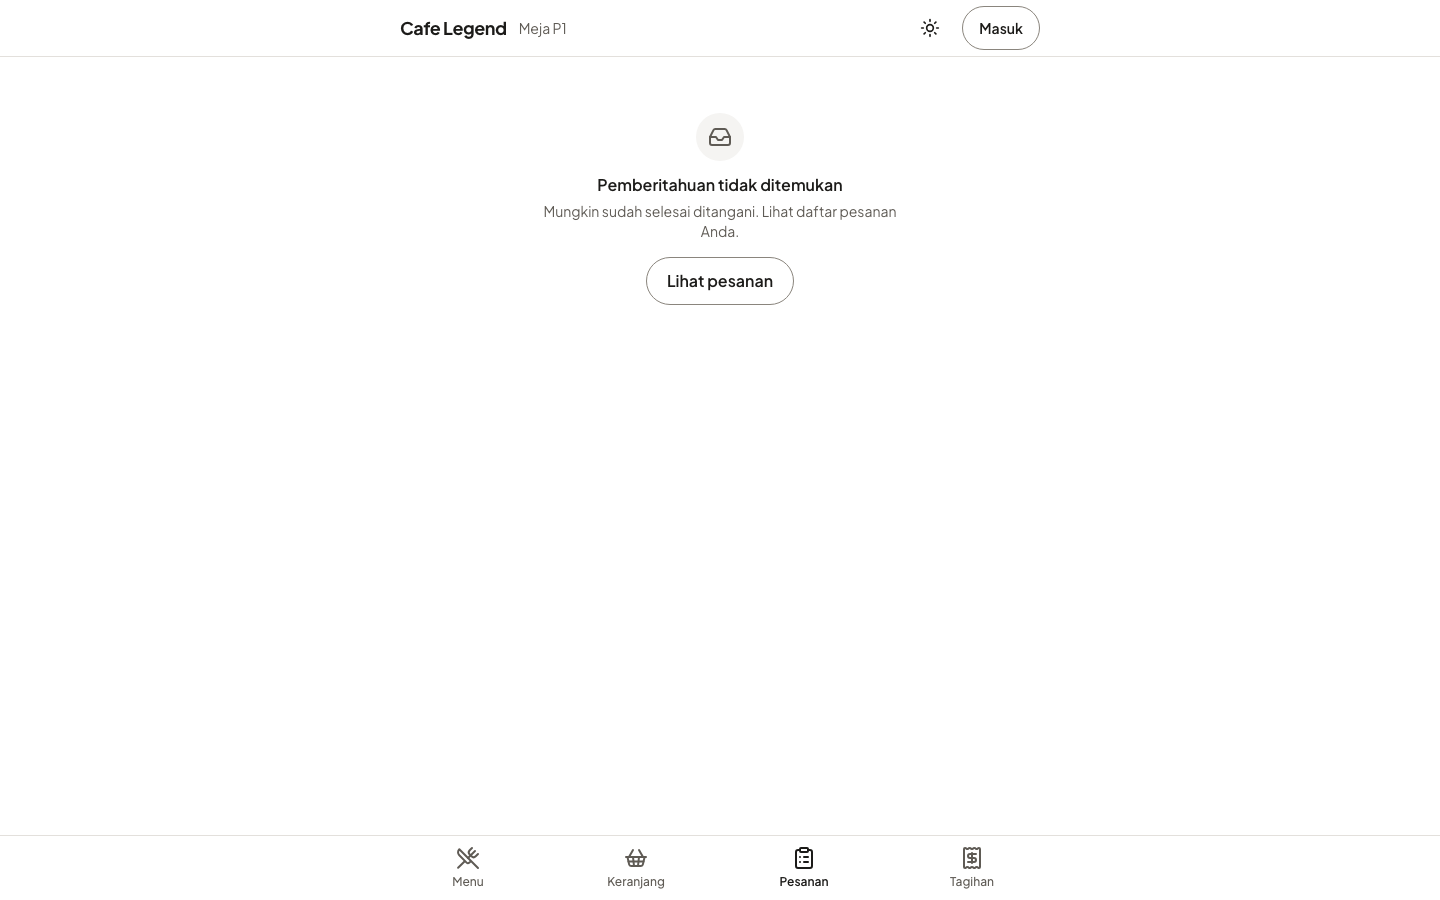 Cafe Legend Meja P1
Masuk
Pemberitahuan tidak ditemukan
Mungkin sudah selesai ditangani. Lihat daftar pesanan
Anda.
Lihat pesanan
Menu
Keranjang
Pesanan
Tagihan